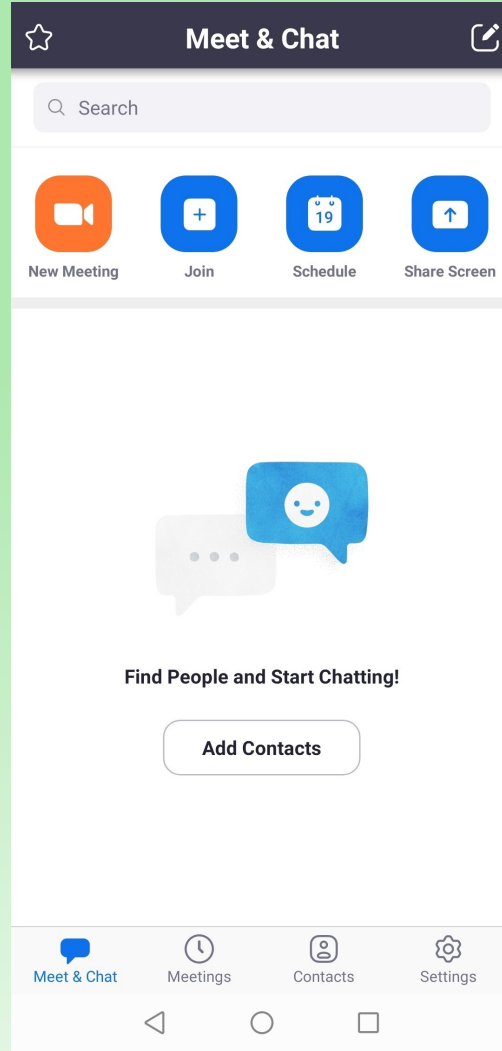 Meet & Chat
Search
19
New Meeting Join Schedule Share Screen
Find People and Start Chatting!
Add Contacts
Meet & Chat Meetings Contacts Settings